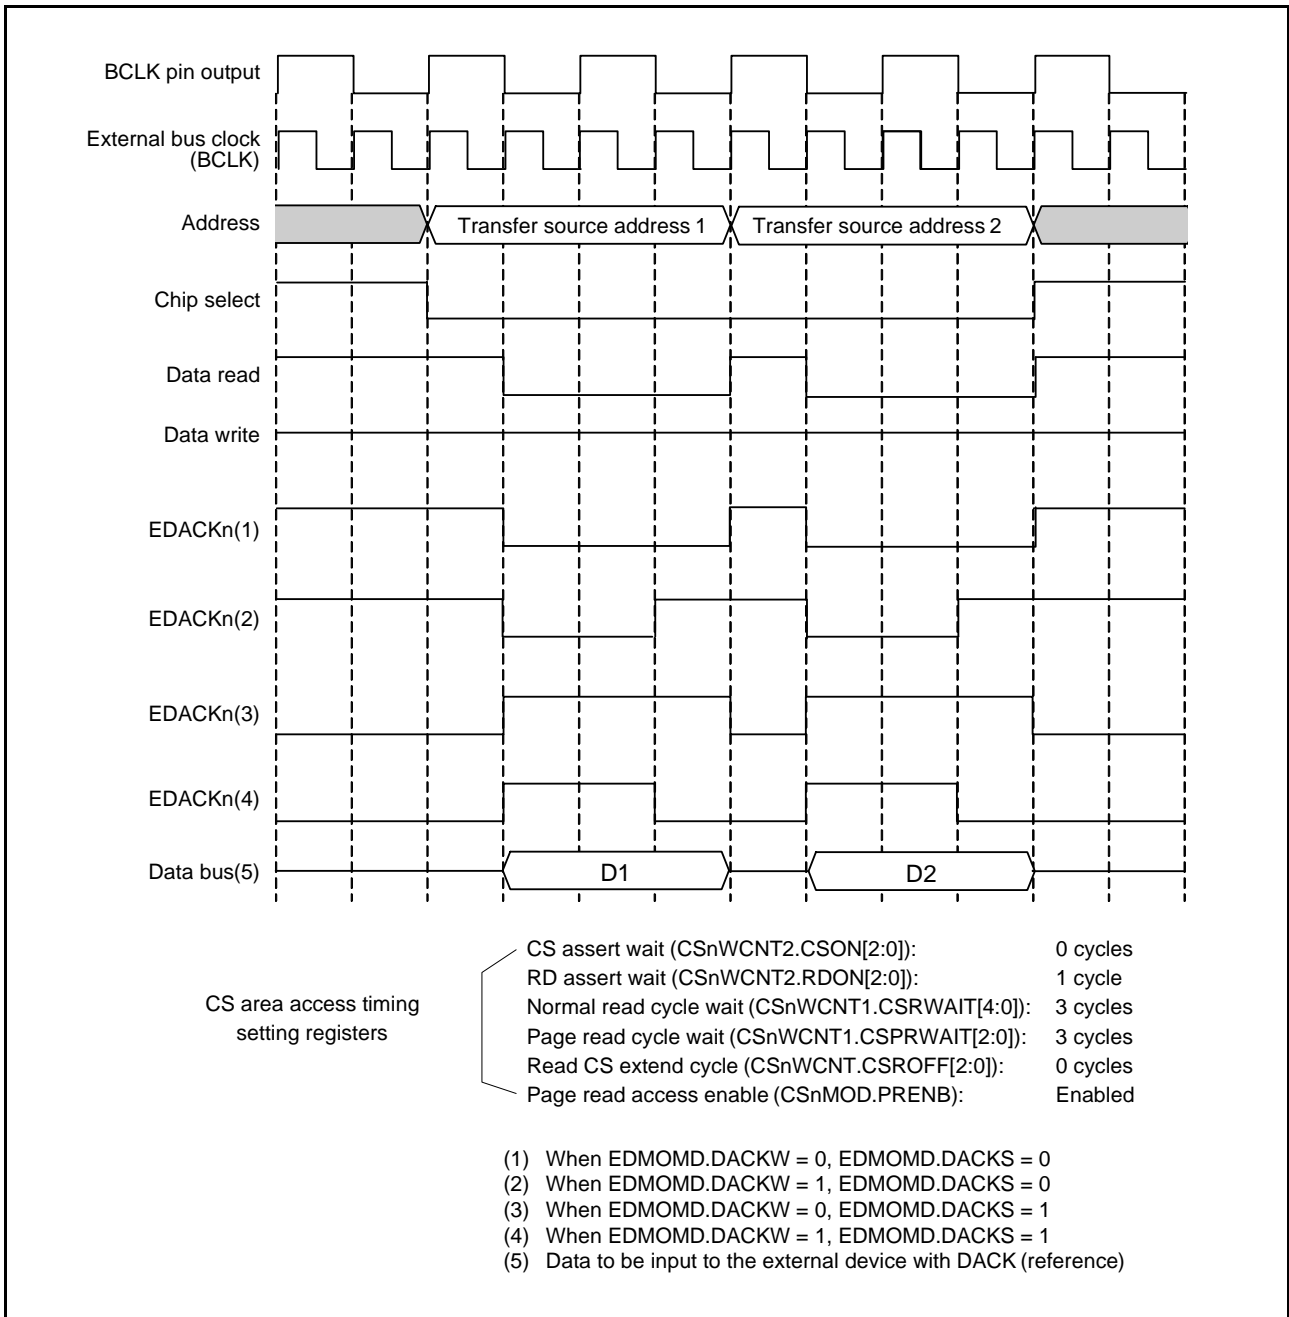 BCLK pin output
External bus clock
(BCLK)
Address
Transfer source address 1
Transfer source address 2
Chip select
Data read
Data write
EDACKn(1)
EDACKn(2)
EDACKn(3)
EDACKn(4)
Data bus(5)
D1
D2
CS area access timing
setting registers
CS assert wait (CSnWCNT2.CSON[2:0]): 0 cycles
RD assert wait (CSnWCNT2.RDON[2:0]): 1 cycle
Normal read cycle wait (CSnWCNT1.CSRWAIT[4:0]): 3 cycles
Page read cycle wait (CSnWCNT1.CSPRWAIT[2:0]): 3 cycles
Read CS extend cycle (CSnWCNT.CSROFF[2:0]): 0 cycles
Page read access enable (CSnMOD.PRENB): Enabled
(1) When EDMOMD.DACKW = 0, EDMOMD.DACKS = 0
(2) When EDMOMD.DACKW = 1, EDMOMD.DACKS = 0
(3) When EDMOMD.DACKW = 0, EDMOMD.DACKS = 1
(4) When EDMOMD.DACKW = 1, EDMOMD.DACKS = 1
(5) Data to be input to the external device with DACK (reference)